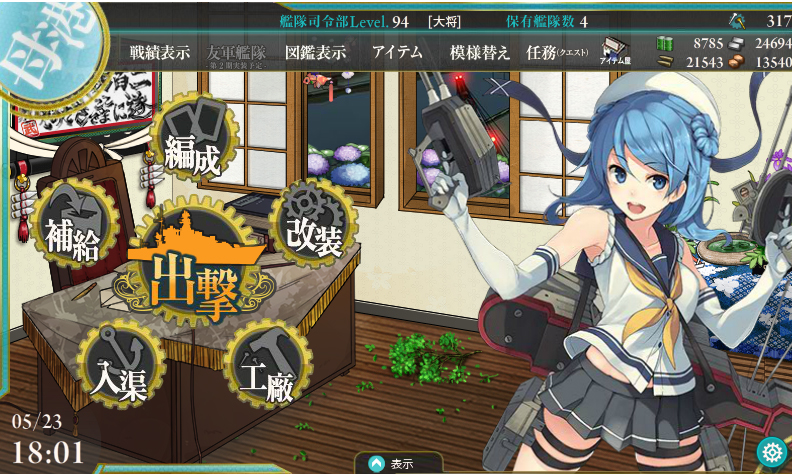 母港
艦隊司令部Level. 94 [大将] 保有艦隊数 4 317
戦績表示 友軍艦隊 図鑑表示 アイテム 模様替え 任務(クエスト) アイテム屋
第2期実装予定
8785 24694
21543 13540
編成
補給
改装
出撃
入渠
工廠
05/23
18:01
表示